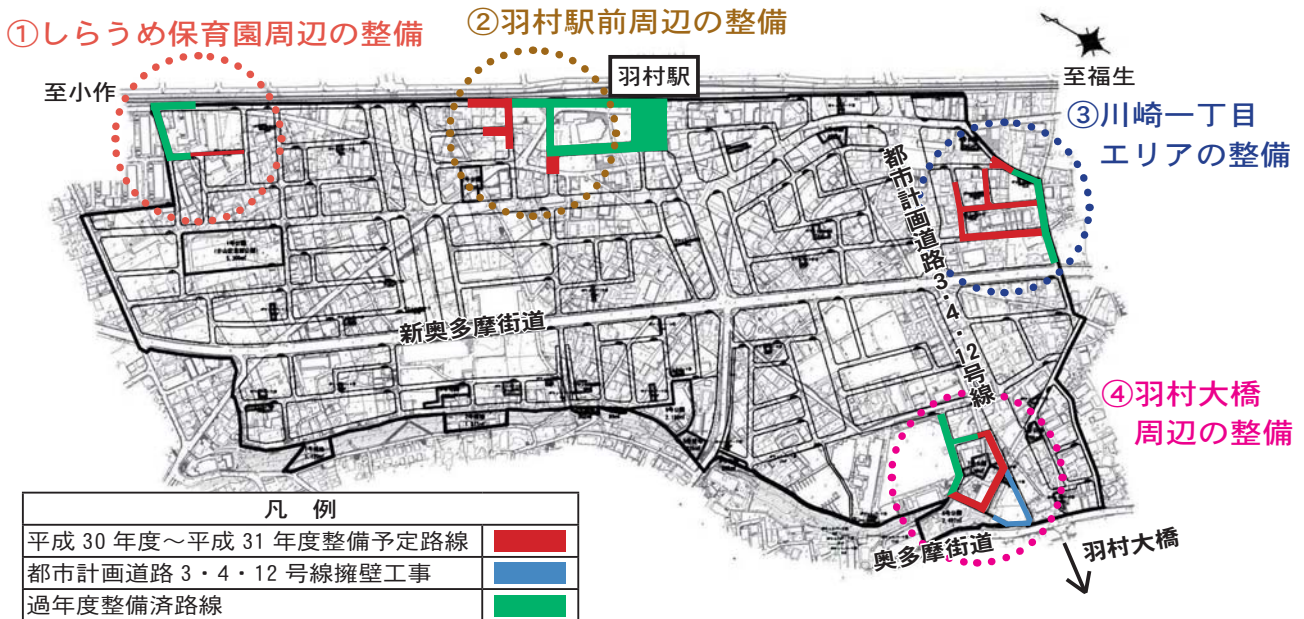 ①しらうめ保育園周辺の整備
②羽村駅前周辺の整備
至小作
羽村駅
至福生
③川崎一丁目
エリアの整備
都市計画道路3・4・12号線
新奥多摩街道
④羽村大橋
周辺の整備
奥多摩街道
羽村大橋
凡 例
平成 30 年度～平成 31 年度整備予定路線
都市計画道路 3・4・12 号線擁壁工事
過年度整備済路線